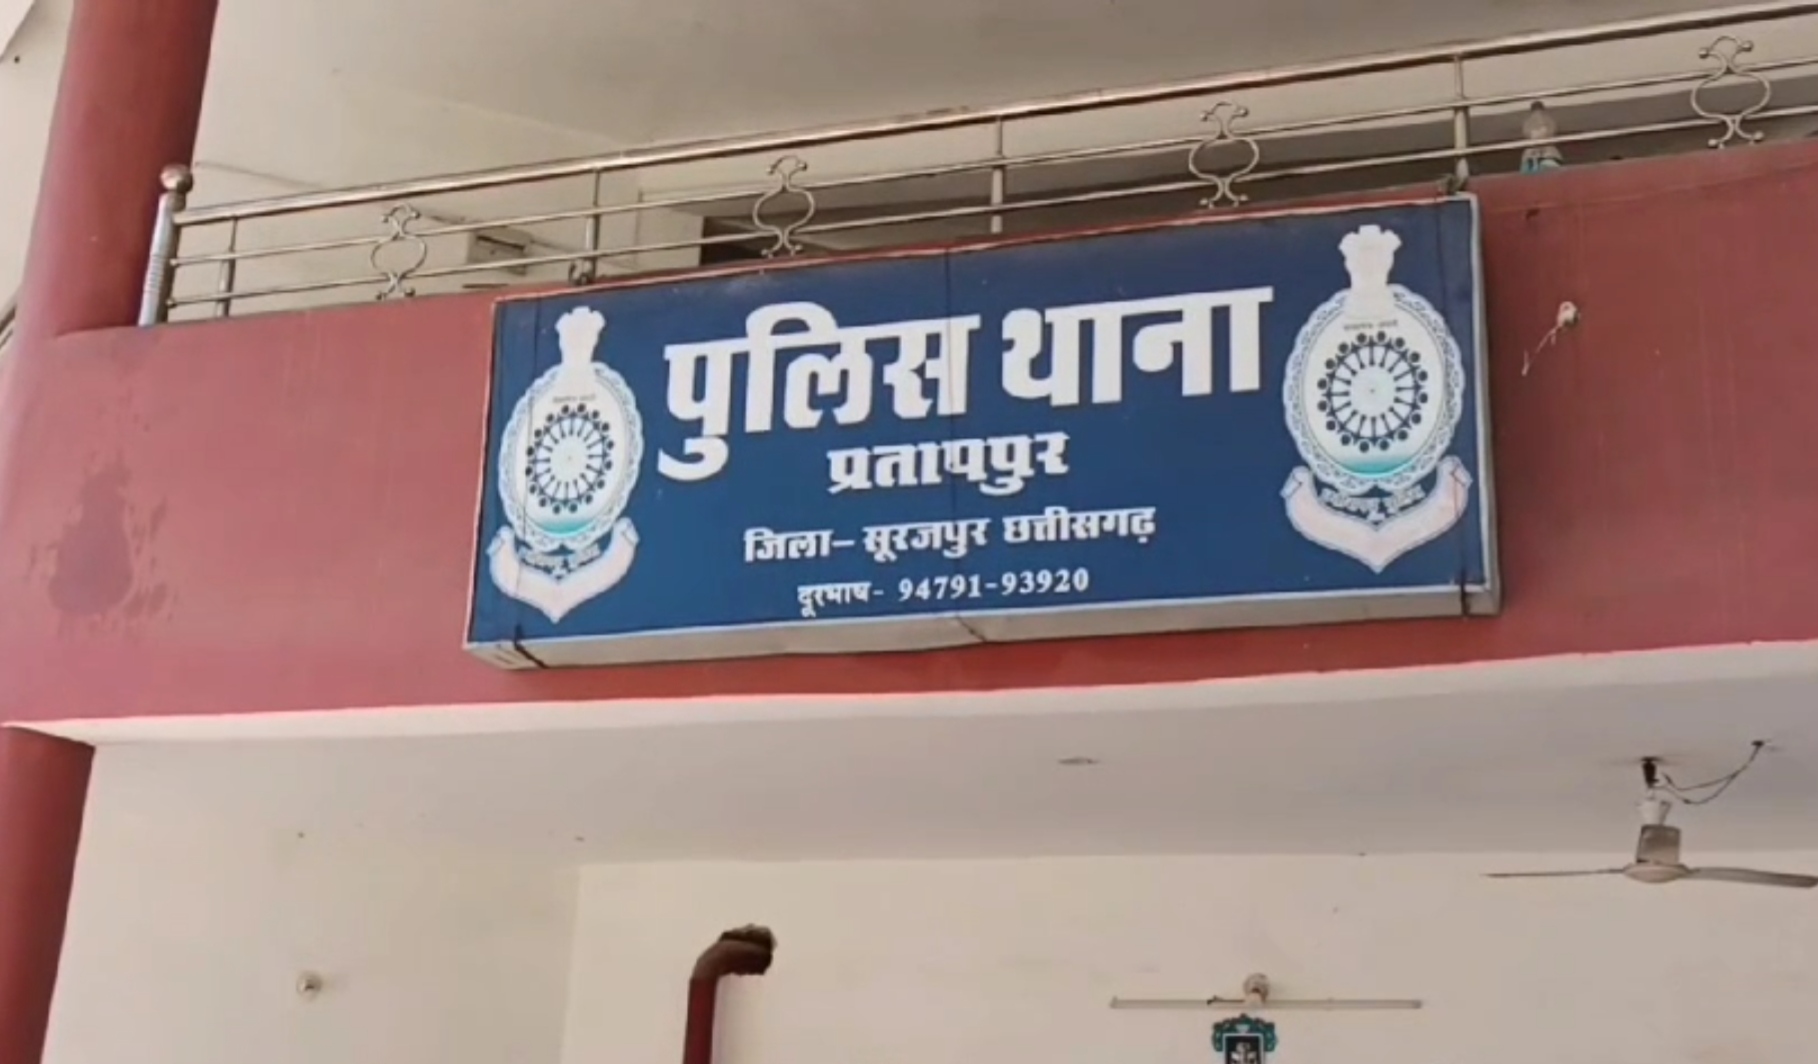 पुलिस थाना
प्रतापपुर
जिला- सूरजपुर छत्तीसगढ़
दूरभाष- 94791-93920